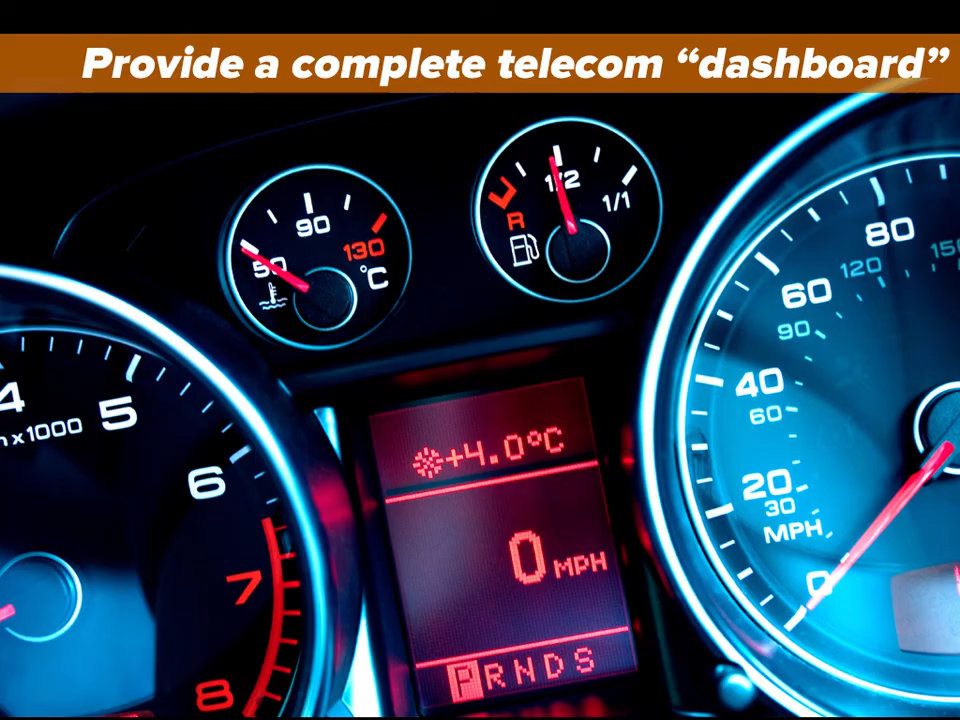 Provide a complete telecom “dashboard”
90
130
50
°C
1/2
1/1
R
80
150
120
60
90
40
60
20
30
MPH
0
4
5
x1000
6
7
8
+4.0°C
0 MPH
P R N D S